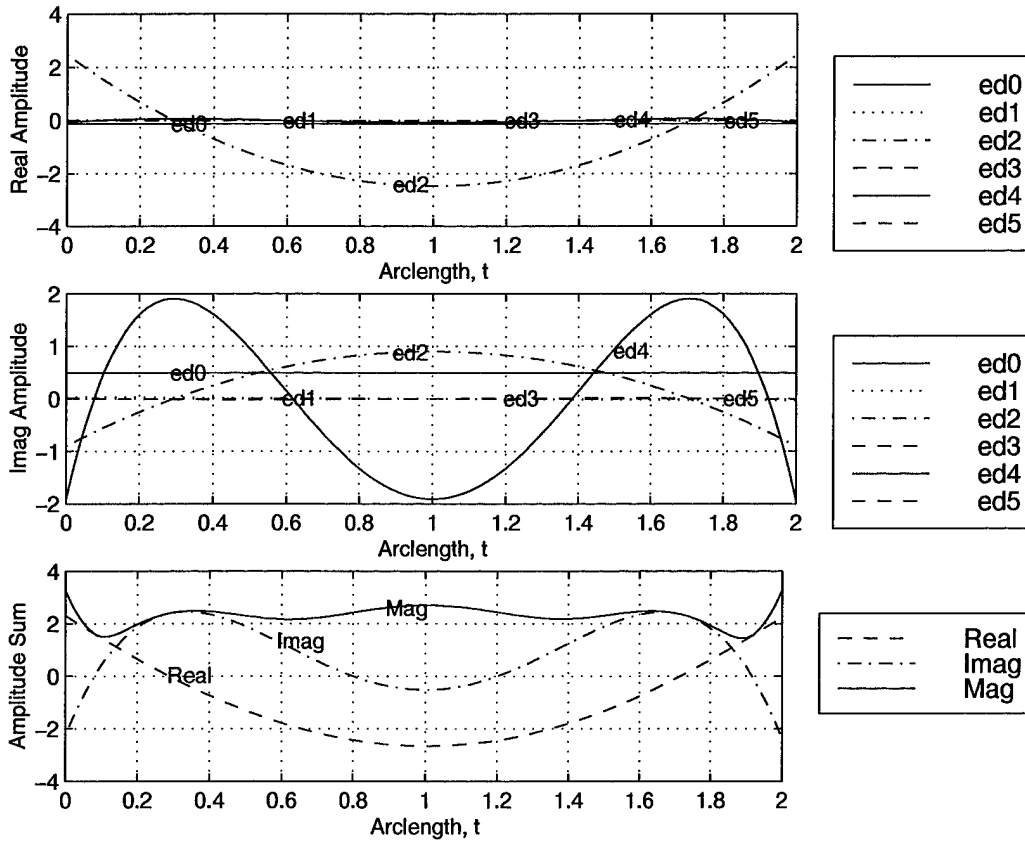 4
2
0
−2
−4
Real Amplitude
ed0
ed1
ed2
ed3
ed4
ed5
0 0.2 0.4 0.6 0.8 1 1.2 1.4 1.6 1.8 2
Arclength, t
ed0
ed1
ed2
ed3
ed4
ed5
2
1
0
−1
−2
Imag Amplitude
ed0
ed1
ed2
ed3
ed4
ed5
0 0.2 0.4 0.6 0.8 1 1.2 1.4 1.6 1.8 2
Arclength, t
ed0
ed1
ed2
ed3
ed4
ed5
4
2
0
−2
−4
Amplitude Sum
Real
Imag
Mag
0 0.2 0.4 0.6 0.8 1 1.2 1.4 1.6 1.8 2
Arclength, t
Real
Imag
Mag